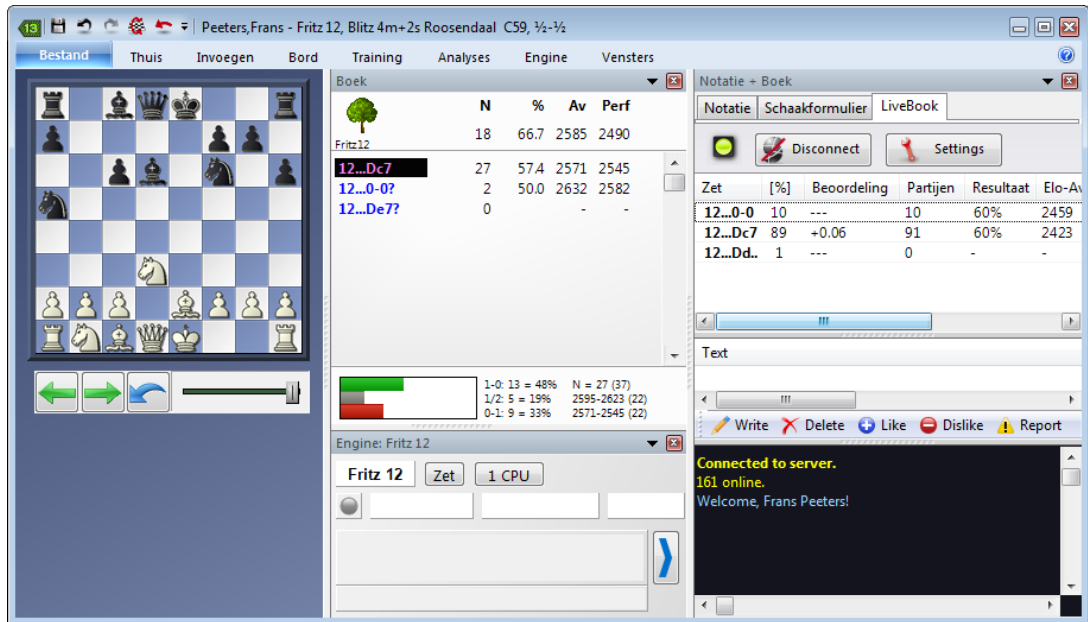 13 Peeters,Frans - Fritz 12, Blitz 4m+2s Roosendaal C59, ½-½
Bestand Thuis Invoegen Bord Training Analyses Engine Vensters
Boek
N % Av Perf
18 66.7 2585 2490
Fritz12
12...Dc7 27 57.4 2571 2545
12...0-0? 2 50.0 2632 2582
12...De7? 0 - -
1-0: 13 = 48% N = 27 (37)
1/2: 5 = 19% 2595-2623 (22)
0-1: 9 = 33% 2571-2545 (22)
Engine: Fritz 12
Fritz 12 Zet 1 CPU
Notatie + Boek
Notatie Schaakformulier LiveBook
Disconnect Settings
Zet [%] Beoordeling Partijen Resultaat Elo-Av
12...0-0 10 --- 10 60% 2459
12...Dc7 89 +0.06 91 60% 2423
12...Dd.. 1 --- 0 - -
Text
Write Delete Like Dislike Report
Connected to server.
161 online.
Welcome, Frans Peeters!